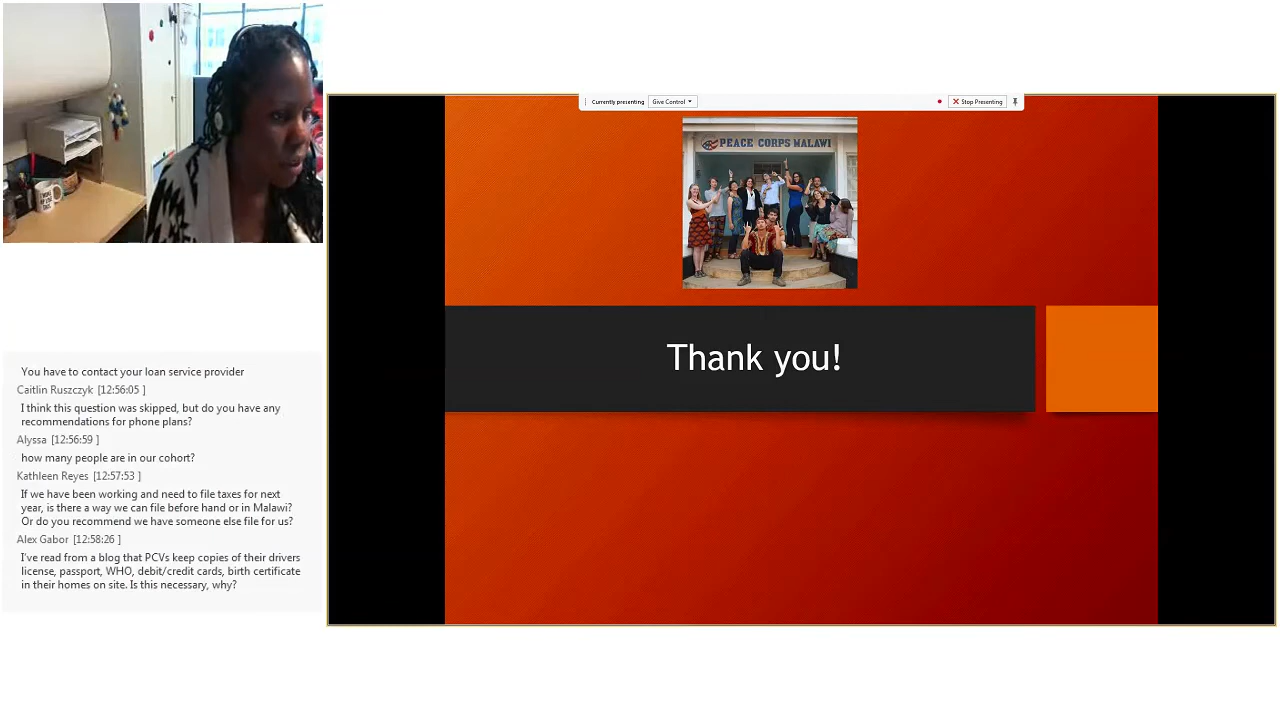 Currently presenting Give Control Stop Presenting
PEACE CORPS MALAWI
Thank you!
You have to contact your loan service provider
Caitlin Ruszczyk [12:56:05 ]
I think this question was skipped, but do you have any
recommendations for phone plans?
Alyssa [12:56:59 ]
how many people are in our cohort?
Kathleen Reyes [12:57:53 ]
If we have been working and need to file taxes for next
year, is there a way we can file before hand or in Malawi?
Or do you recommend we have someone else file for us?
Alex Gabor [12:58:26 ]
I've read from a blog that PCVs keep copies of their drivers
license, passport, WHO, debit/credit cards, birth certificate
in their homes on site. Is this necessary, why?